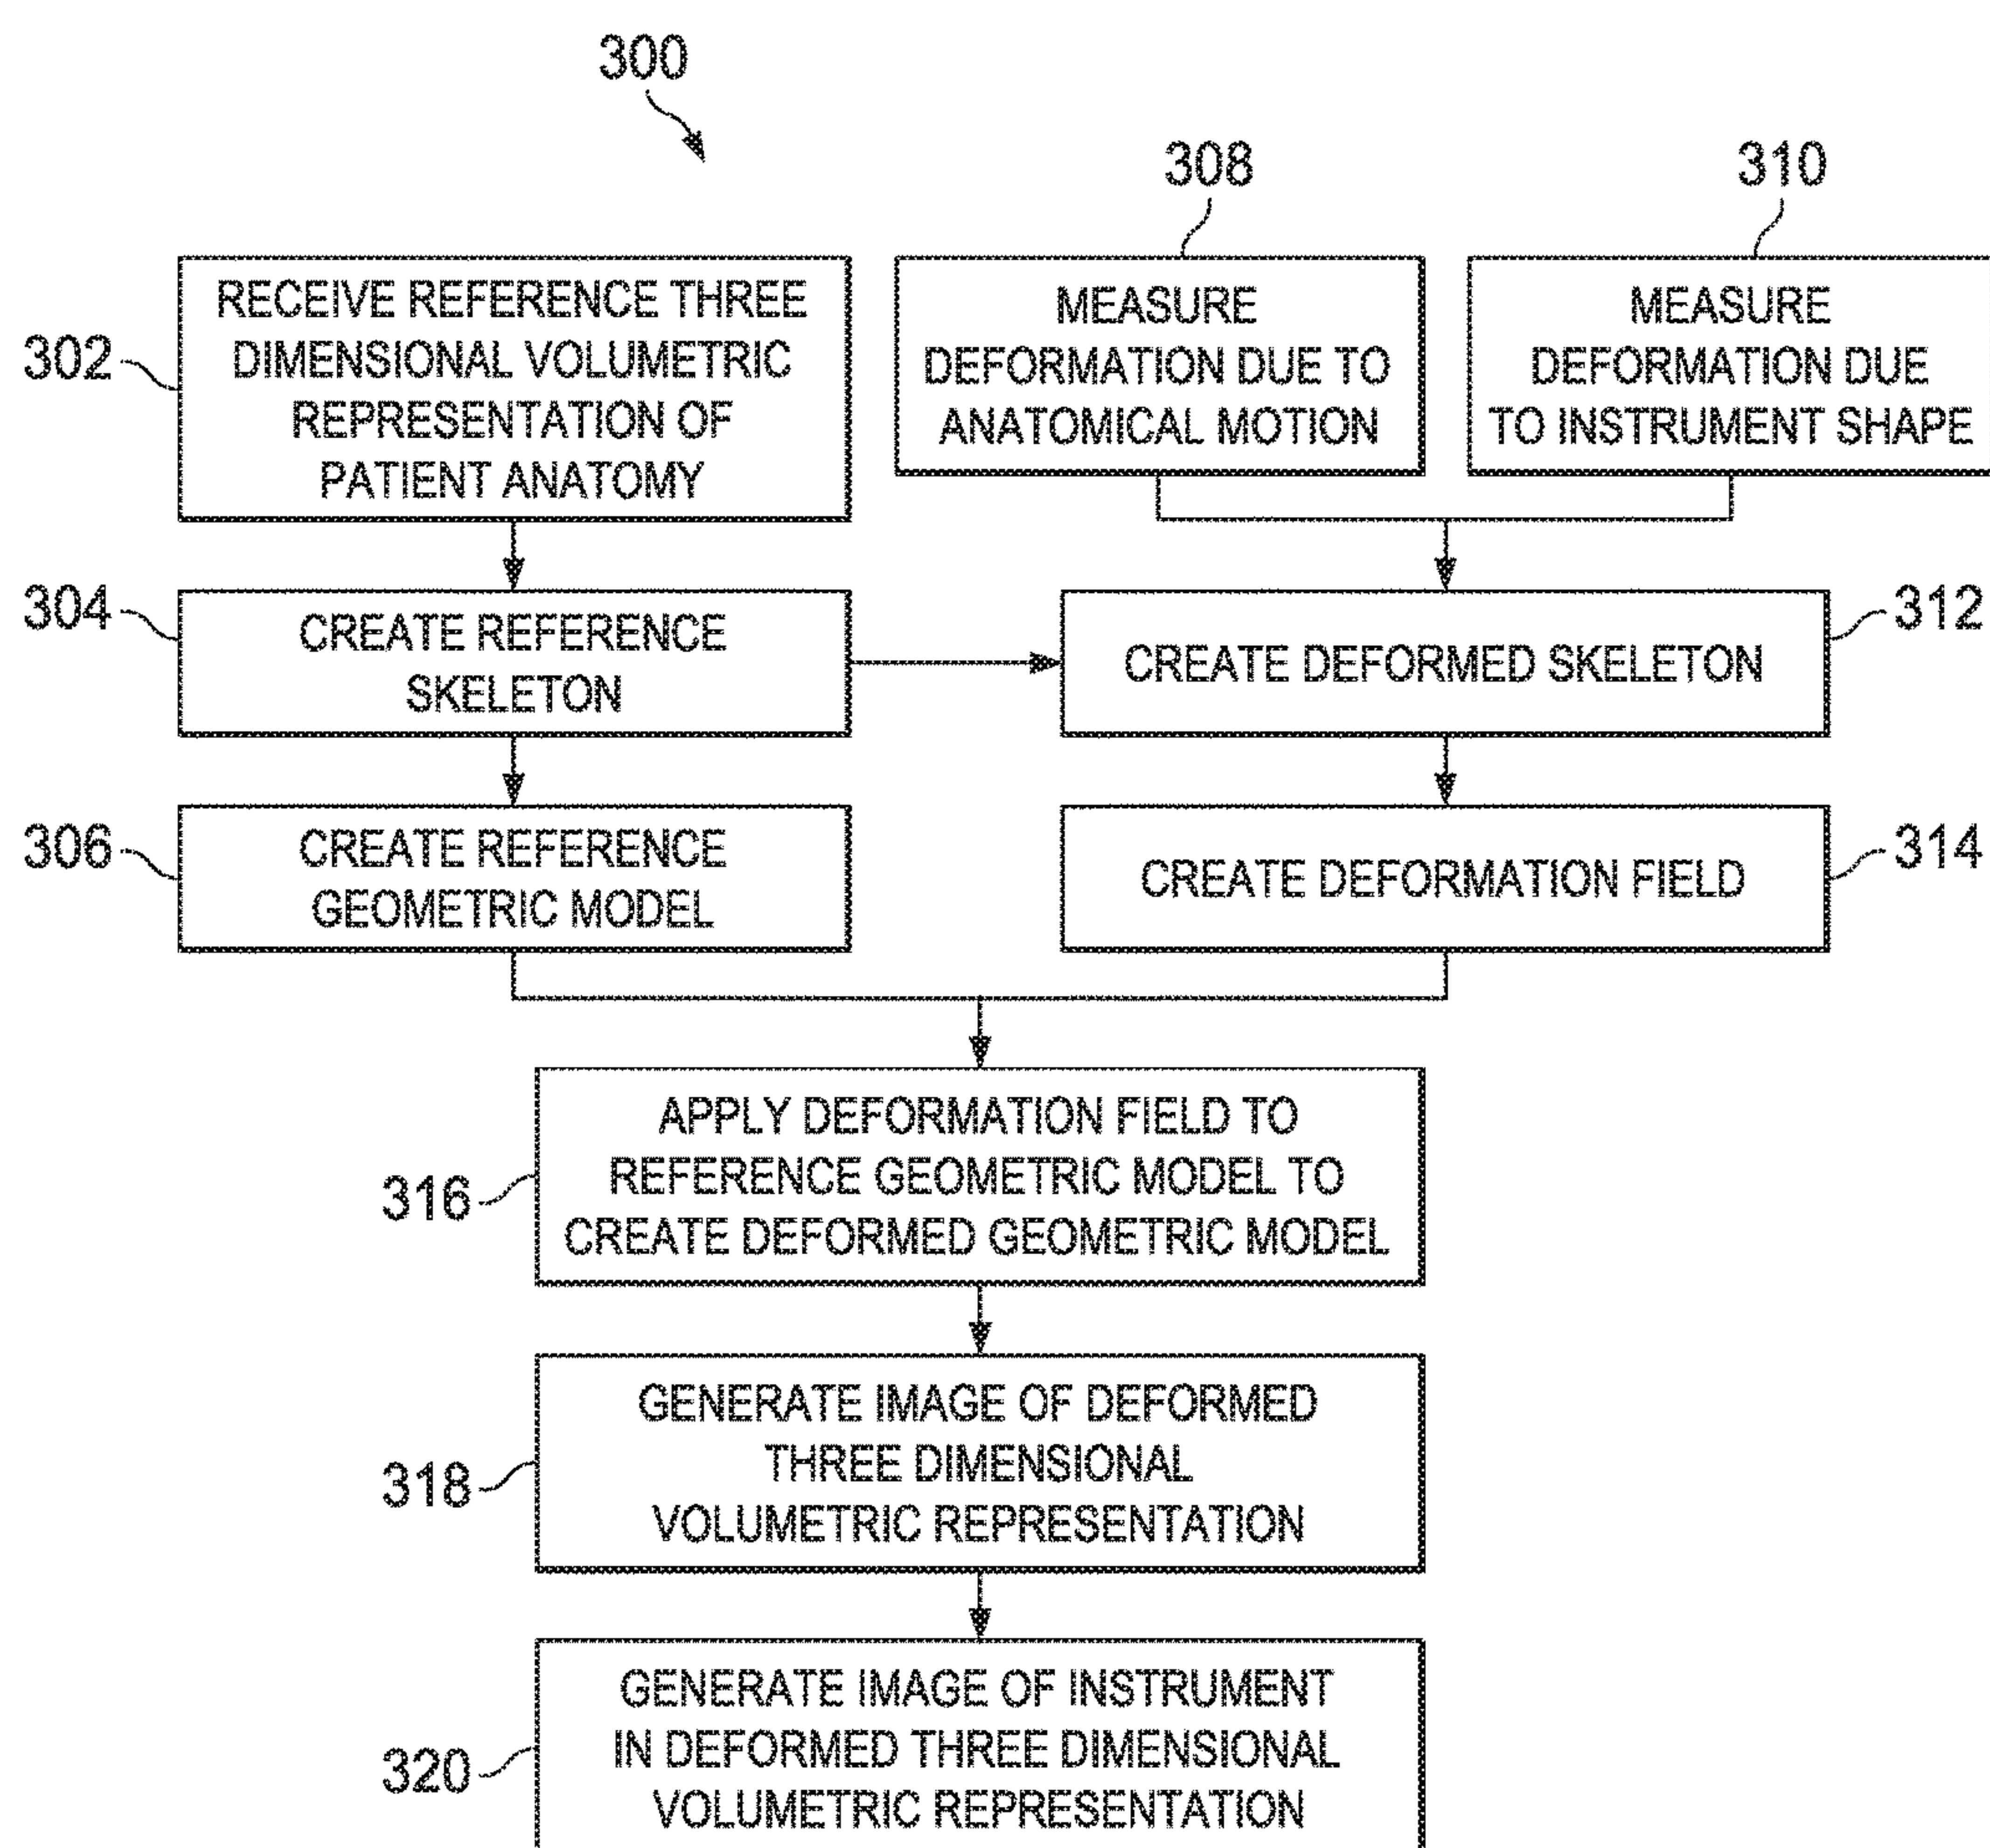 300
308
310
302
RECEIVE REFERENCE THREE
DIMENSIONAL VOLUMETRIC
REPRESENTATION OF
PATIENT ANATOMY
MEASURE
DEFORMATION DUE TO
ANATOMICAL MOTION
MEASURE
DEFORMATION DUE
TO INSTRUMENT SHAPE
304
CREATE REFERENCE
SKELETON
CREATE DEFORMED SKELETON
312
306
CREATE REFERENCE
GEOMETRIC MODEL
CREATE DEFORMATION FIELD
314
316
APPLY DEFORMATION FIELD TO
REFERENCE GEOMETRIC MODEL TO
CREATE DEFORMED GEOMETRIC MODEL
318
GENERATE IMAGE OF DEFORMED
THREE DIMENSIONAL
VOLUMETRIC REPRESENTATION
320
GENERATE IMAGE OF INSTRUMENT
IN DEFORMED THREE DIMENSIONAL
VOLUMETRIC REPRESENTATION